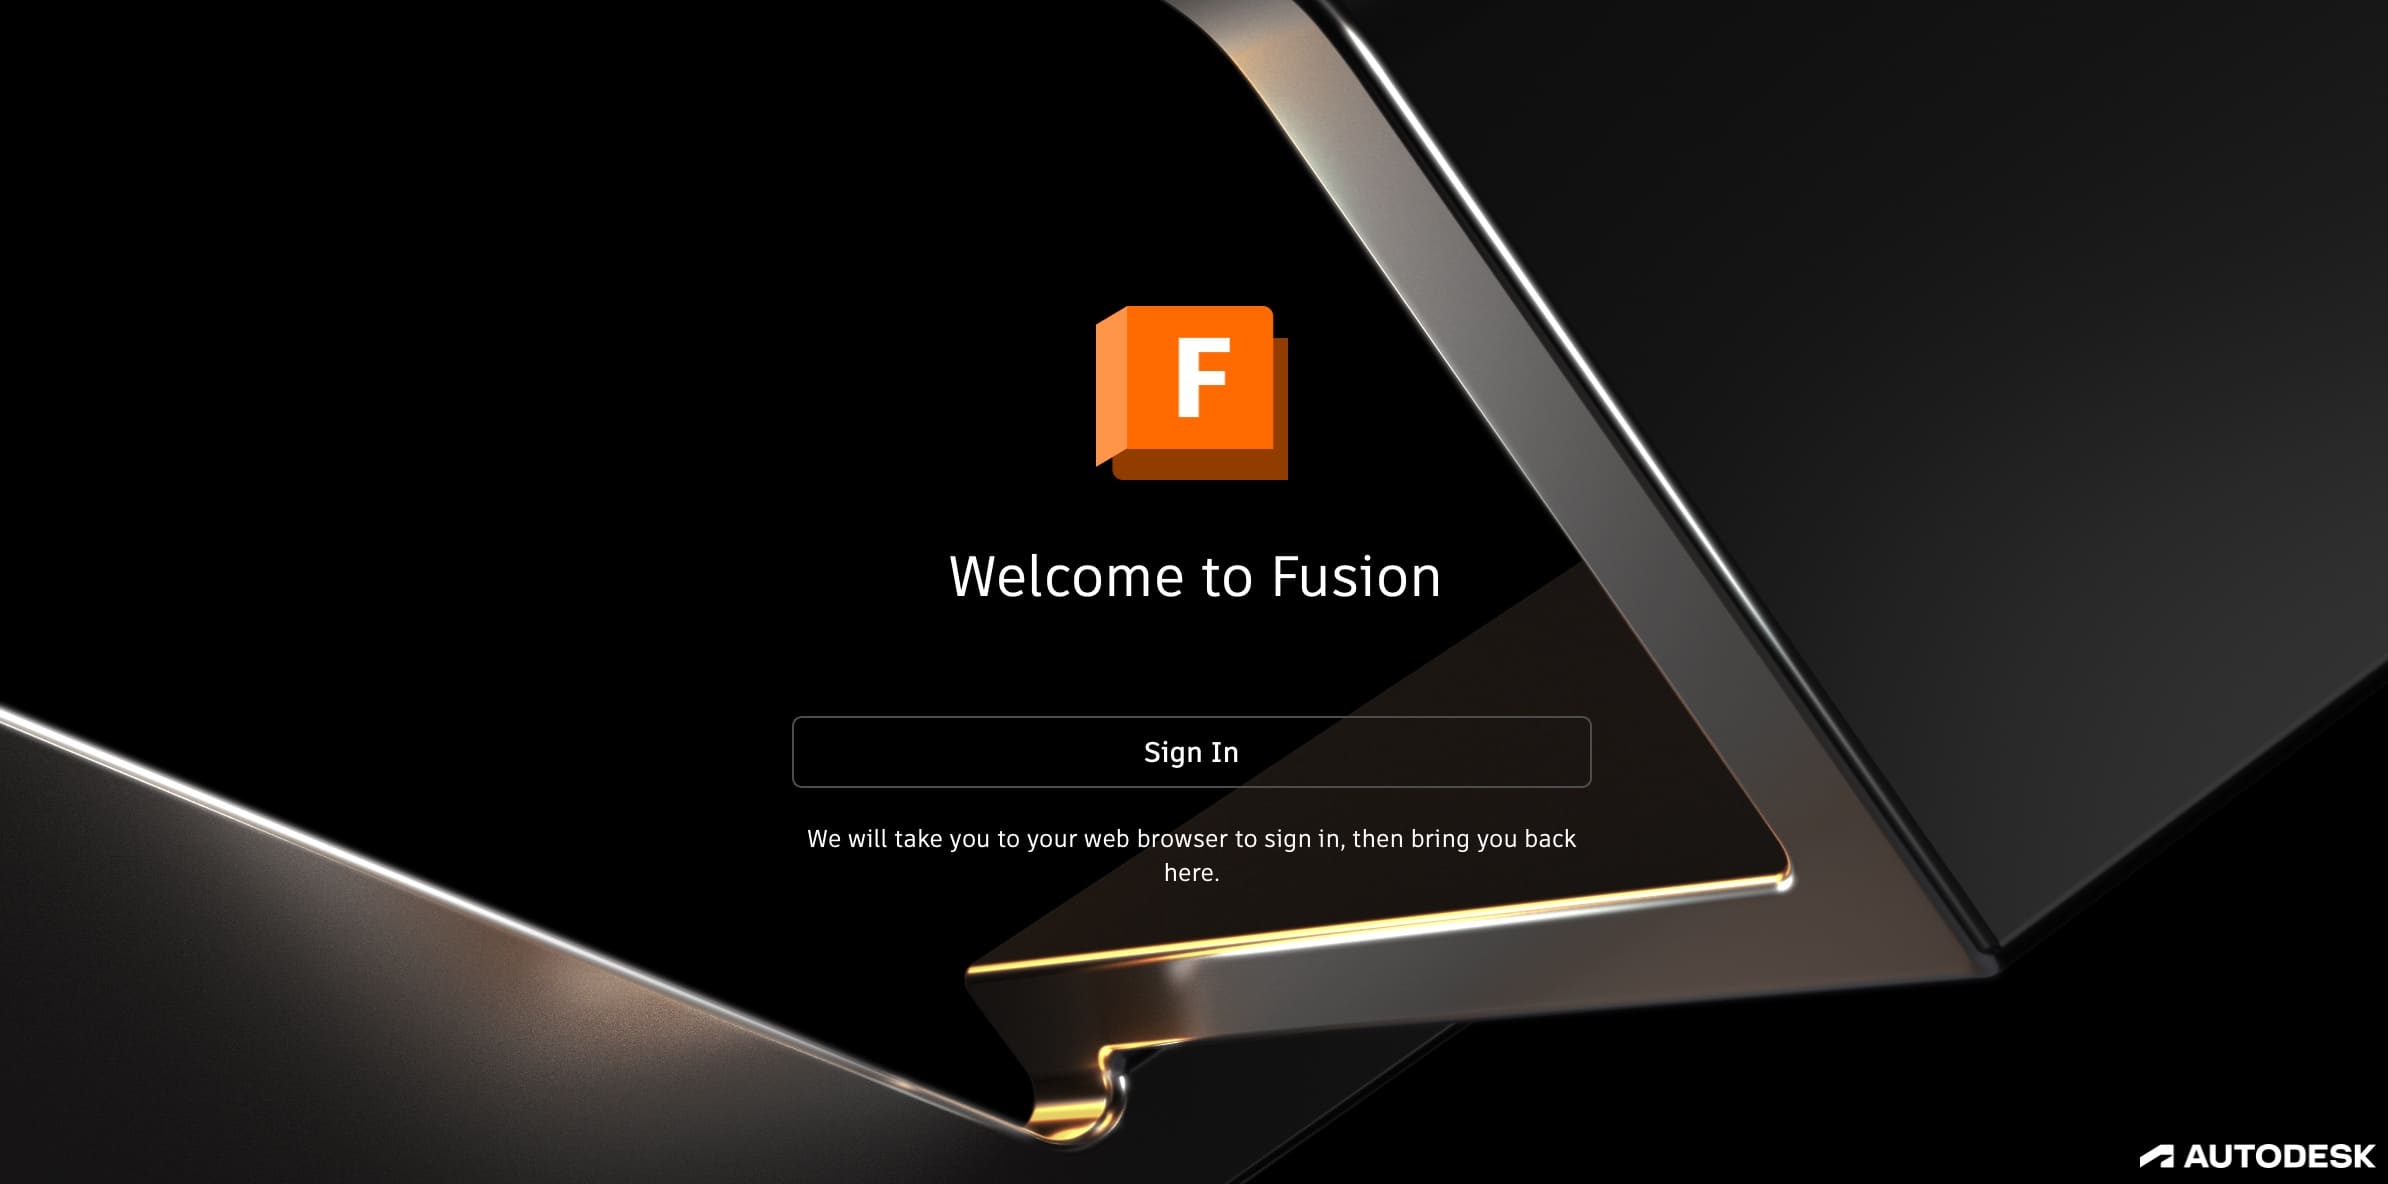 F
Welcome to Fusion
Sign In
We will take you to your web browser to sign in, then bring you back
here.
AUTODESK